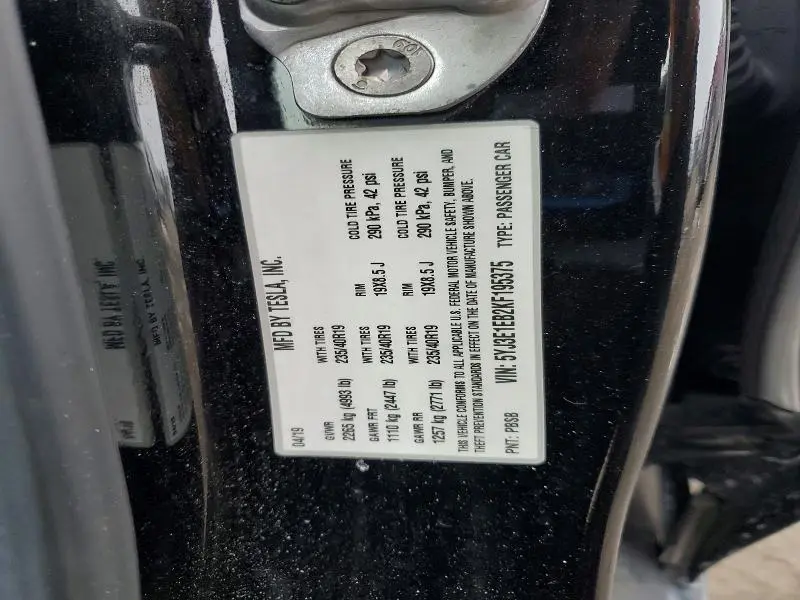 04/19 MFD BY TESLA, INC.
GVWR WITH TIRES RIM COLD TIRE PRESSURE
2265 kg (4993 lb) 235/40R19 19X8.5 J 290 kPa, 42 psi
GAWR FRT WITH TIRES RIM COLD TIRE PRESSURE
1110 kg (2447 lb) 235/40R19 19X8.5 J 290 kPa, 42 psi
GAWR RR WITH TIRES
1257 kg (2771 lb) 235/40R19
THIS VEHICLE CONFORMS TO ALL APPLICABLE U.S. FEDERAL MOTOR VEHICLE SAFETY, BUMPER, AND
THEFT PREVENTION STANDARDS IN EFFECT ON THE DATE OF MANUFACTURE SHOWN ABOVE.
PNT: PBSB VIN: 5YJ3E1EB2KF195375 TYPE: PASSENGER CAR
MFD BY TESLA, INC